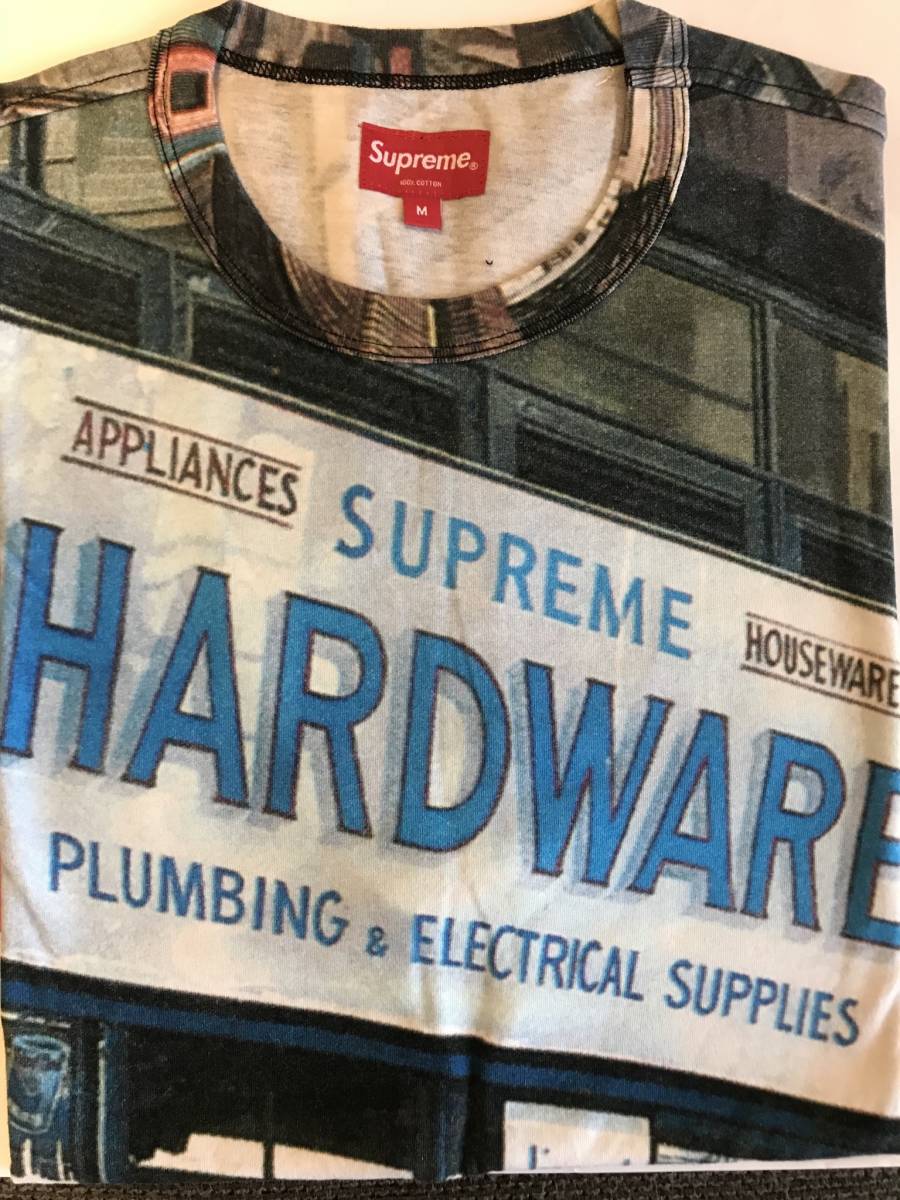 Supreme®
100% COTTON
M
APPLIANCES
SUPREME
HOUSEWARE
HARDWARE
PLUMBING & ELECTRICAL SUPPLIES